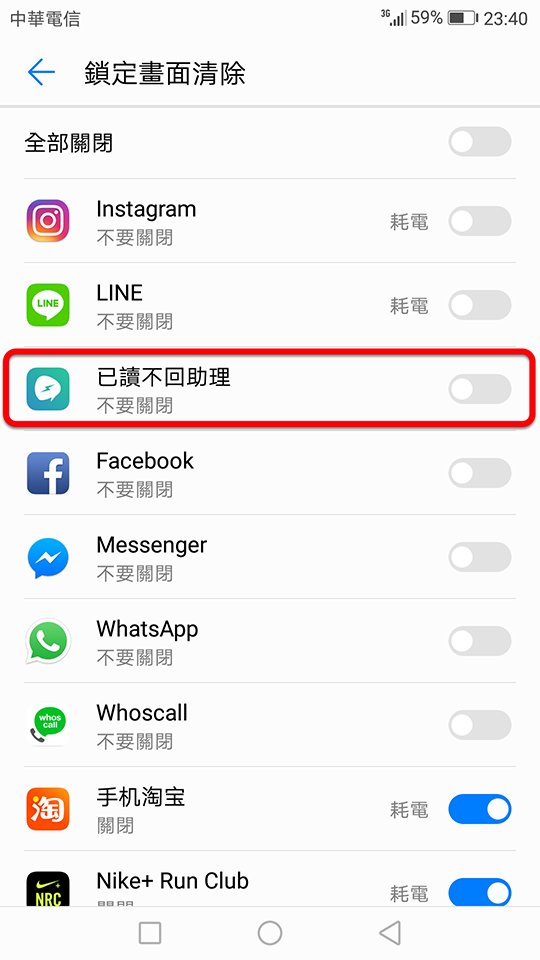 中華電信 3G 59% 23:40
鎖定畫面清除
全部關閉
Instagram
不要關閉
耗電
LINE
LINE
不要關閉
耗電
已讀不回助理
不要關閉
Facebook
不要關閉
Messenger
不要關閉
WhatsApp
不要關閉
whos
call
Whoscall
不要關閉
淘
手机淘宝
關閉
耗電
NRC
Nike+ Run Club
耗電